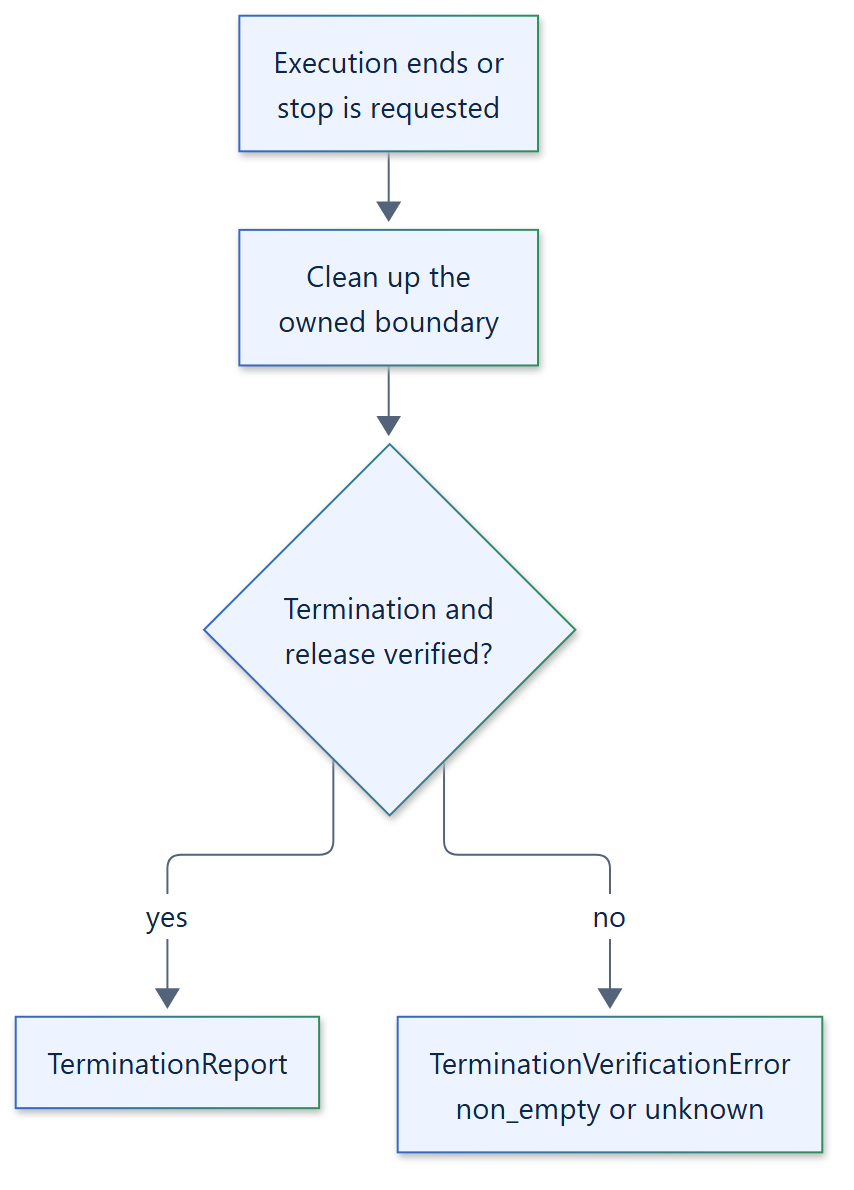 Execution ends or
stop is requested
Clean up the
owned boundary
Termination and
release verified?
yes
no
TerminationReport
TerminationVerificationError
non_empty or unknown